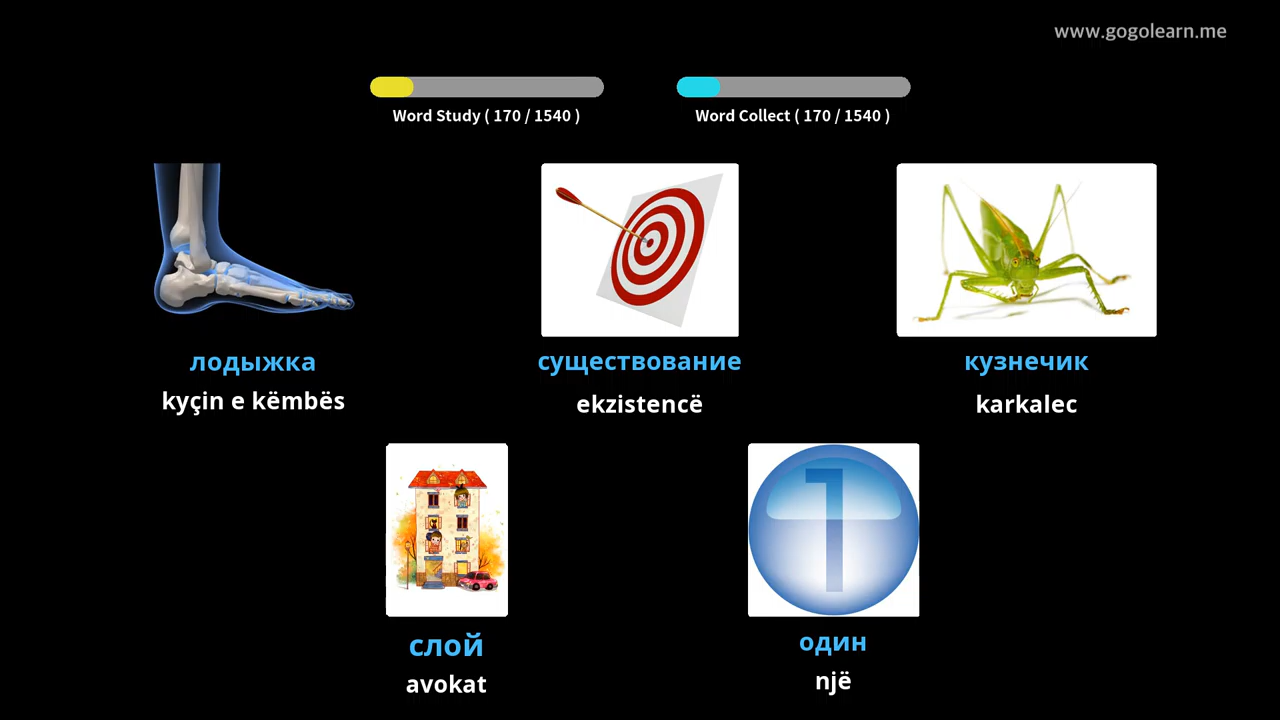 www.gogolearn.me
Word Study ( 170 / 1540 )
Word Collect ( 170 / 1540 )
лодыжка
kyçin e këmbës
существование
ekzistencë
кузнечик
karkalec
слой
avokat
1
один
një